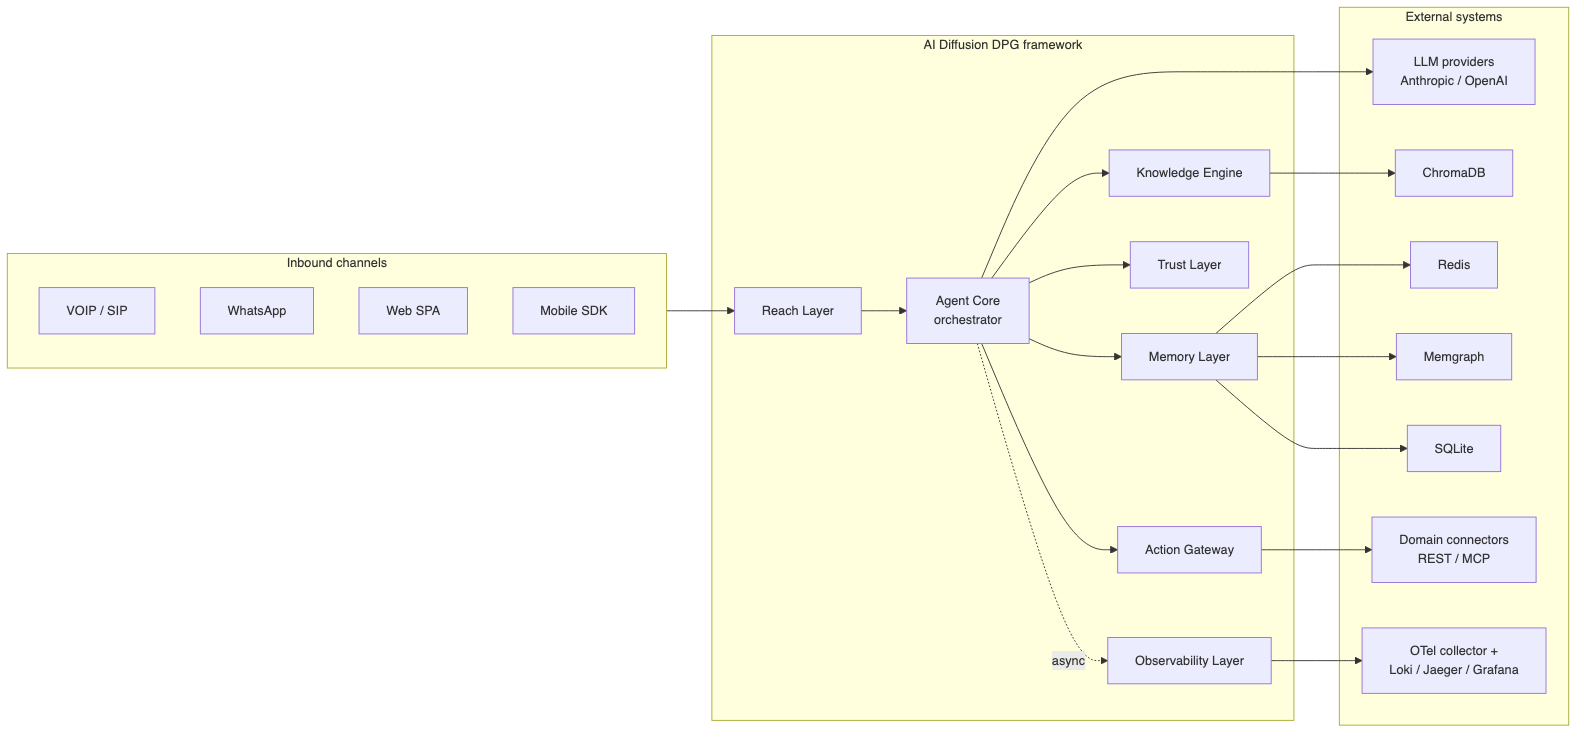 Inbound channels
VOIP / SIP
WhatsApp
Web SPA
Mobile SDK
AI Diffusion DPG framework
Reach Layer
Agent Core
orchestrator
Knowledge Engine
Trust Layer
Memory Layer
Action Gateway
async
Observability Layer
External systems
LLM providers
Anthropic / OpenAI
ChromaDB
Redis
Memgraph
SQLite
Domain connectors
REST / MCP
OTel collector +
Loki / Jaeger / Grafana